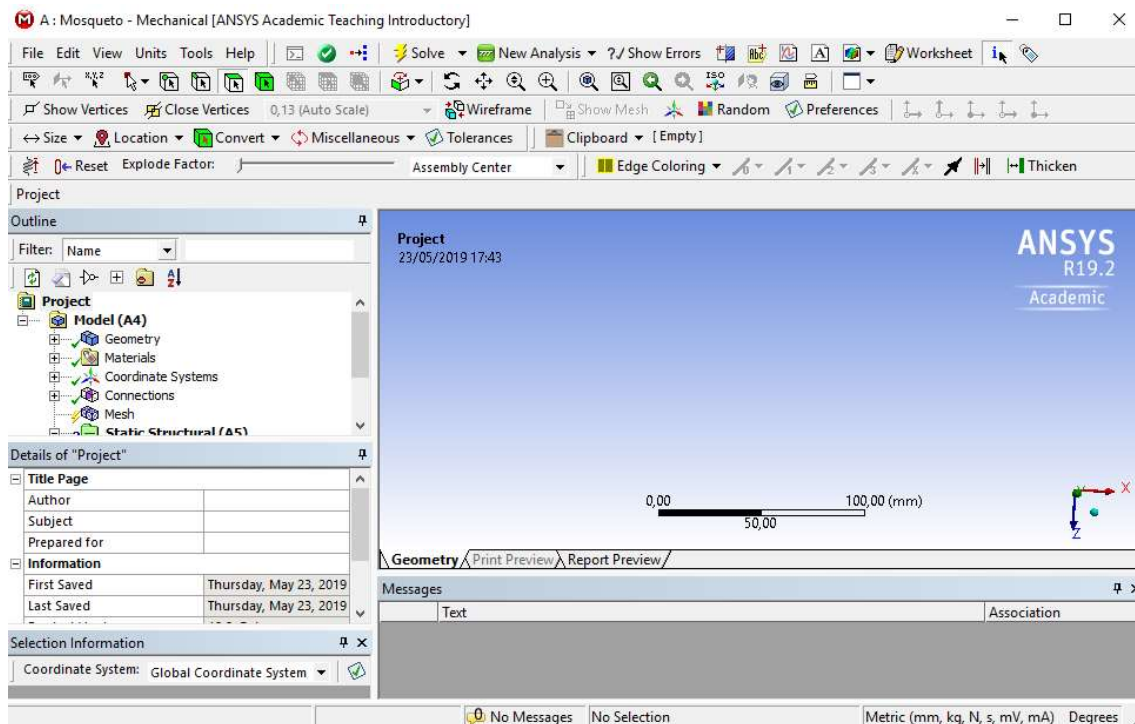 A : Mosqueto - Mechanical [ANSYS Academic Teaching Introductory]
File Edit View Units Tools Help Solve New Analysis ?/ Show Errors A Worksheet i
x,y,z ISO
Show Vertices Close Vertices 0,13 (Auto Scale) Wireframe Show Mesh Random Preferences
Size Location Convert Miscellaneous Tolerances Clipboard [Empty]
Reset Explode Factor: Assembly Center Edge Coloring Thicken
Project
Outline
Filter: Name
Project
Model (A4)
Geometry
Materials
Coordinate Systems
Connections
Mesh
Static Structural (A5)
Details of "Project"
Title Page
Author
Subject
Prepared for
Information
First Saved Thursday, May 23, 2019
Last Saved Thursday, May 23, 2019
Selection Information
Coordinate System: Global Coordinate System
Project
23/05/2019 17:43
ANSYS
R19.2
Academic
0,00 100,00 (mm)
50,00
X
Y
Z
Geometry Print Preview Report Preview
Messages
Text Association
0 No Messages No Selection Metric (mm, kg, N, s, mV, mA) Degrees